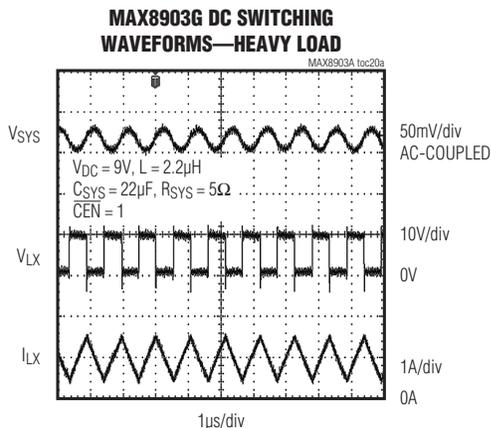 MAX8903G DC SWITCHING
WAVEFORMS—HEAVY LOAD
MAX8903A toc20a
VSYS
50mV/div
AC-COUPLED
VDC = 9V, L = 2.2µH
CSYS = 22µF, RSYS = 5Ω
CEN = 1
10V/div
VLX
0V
ILX
1A/div
0A
1µs/div